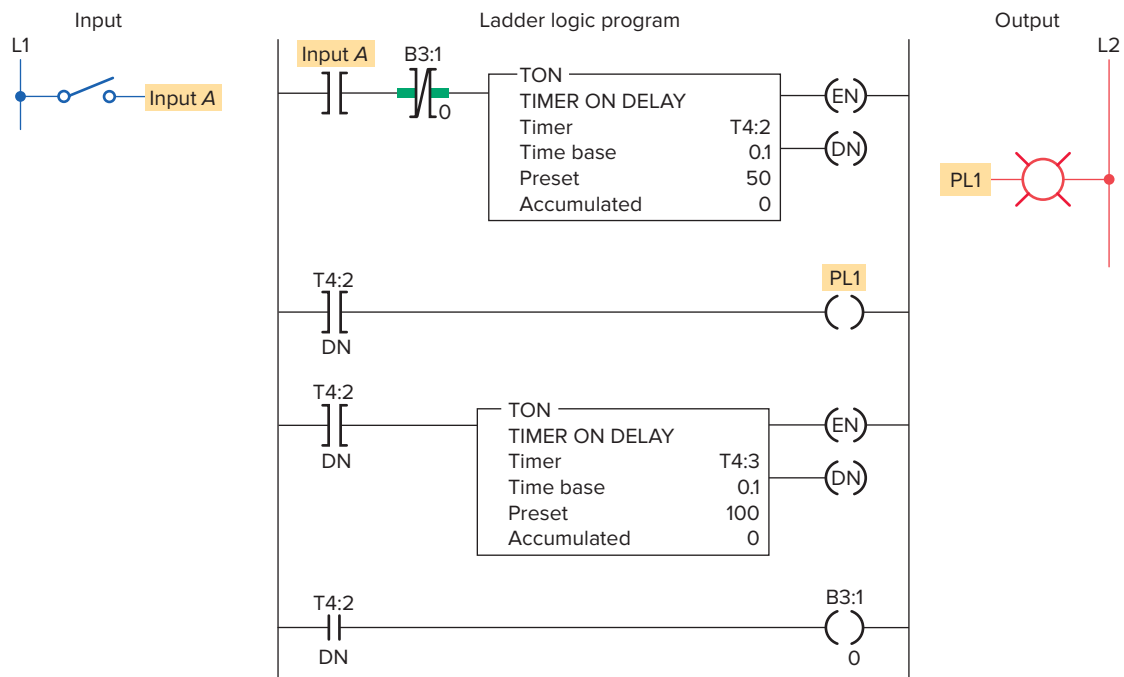 Input
Ladder logic program
Output
L1
L2
Input A
Input A
B3:1
0
TON
TIMER ON DELAY
Timer T4:2
Time base 0.1
Preset 50
Accumulated 0
EN
DN
PL1
T4:2
DN
PL1
T4:2
DN
TON
TIMER ON DELAY
Timer T4:3
Time base 0.1
Preset 100
Accumulated 0
EN
DN
T4:2
DN
B3:1
0